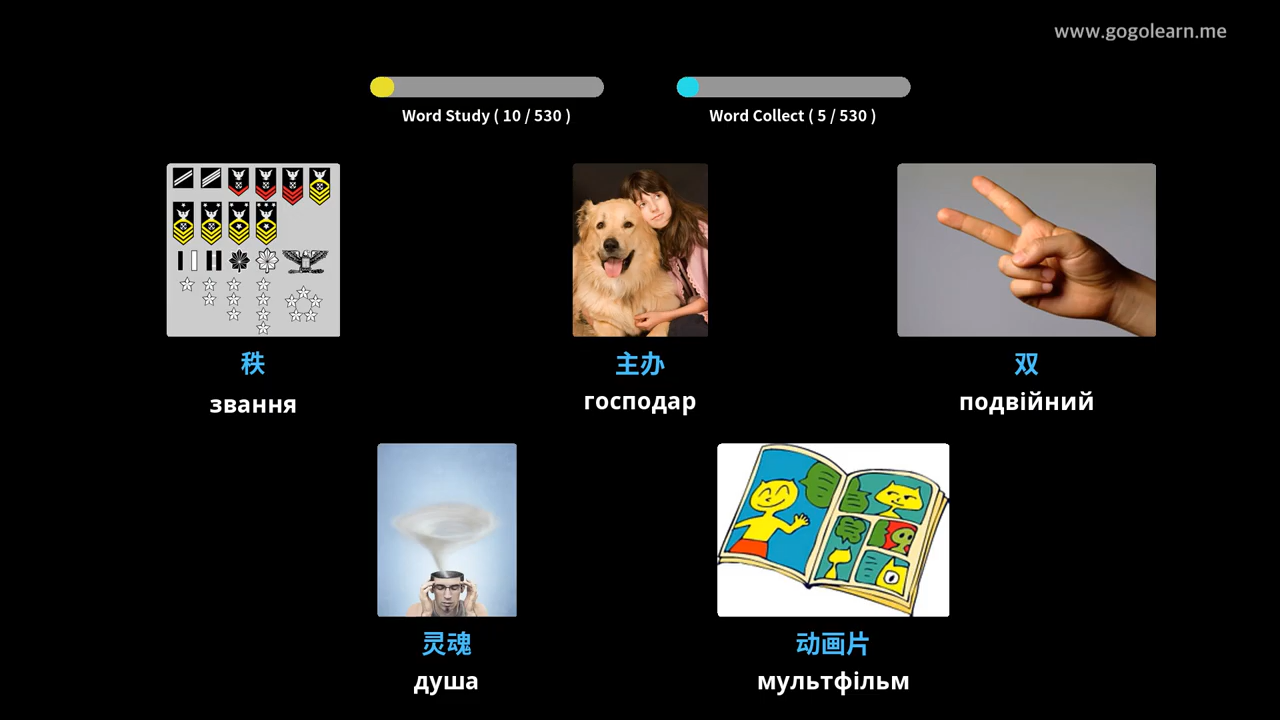 www.gogolearn.me
Word Study ( 10 / 530 )
Word Collect ( 5 / 530 )
秩
主办
双
звання
господар
подвійний
灵魂
动画片
душа
мультфільм